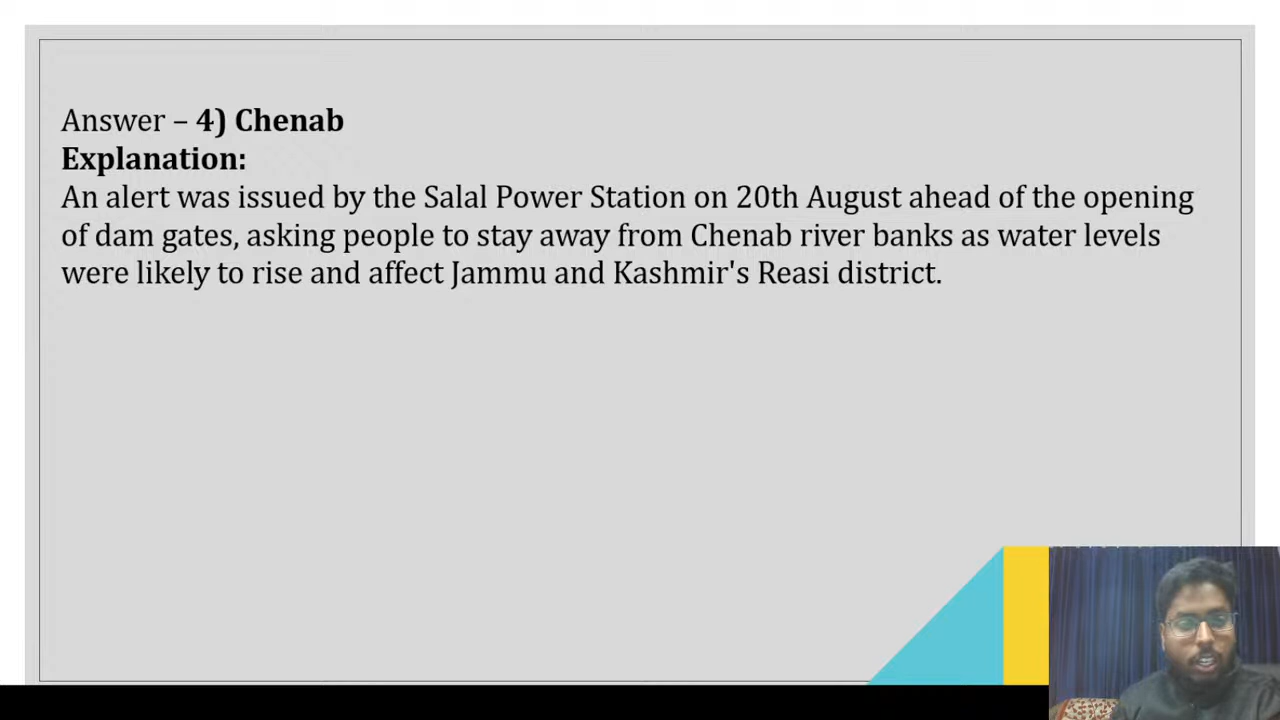 Answer – 4) Chenab
Explanation:
An alert was issued by the Salal Power Station on 20th August ahead of the opening
of dam gates, asking people to stay away from Chenab river banks as water levels
were likely to rise and affect Jammu and Kashmir's Reasi district.